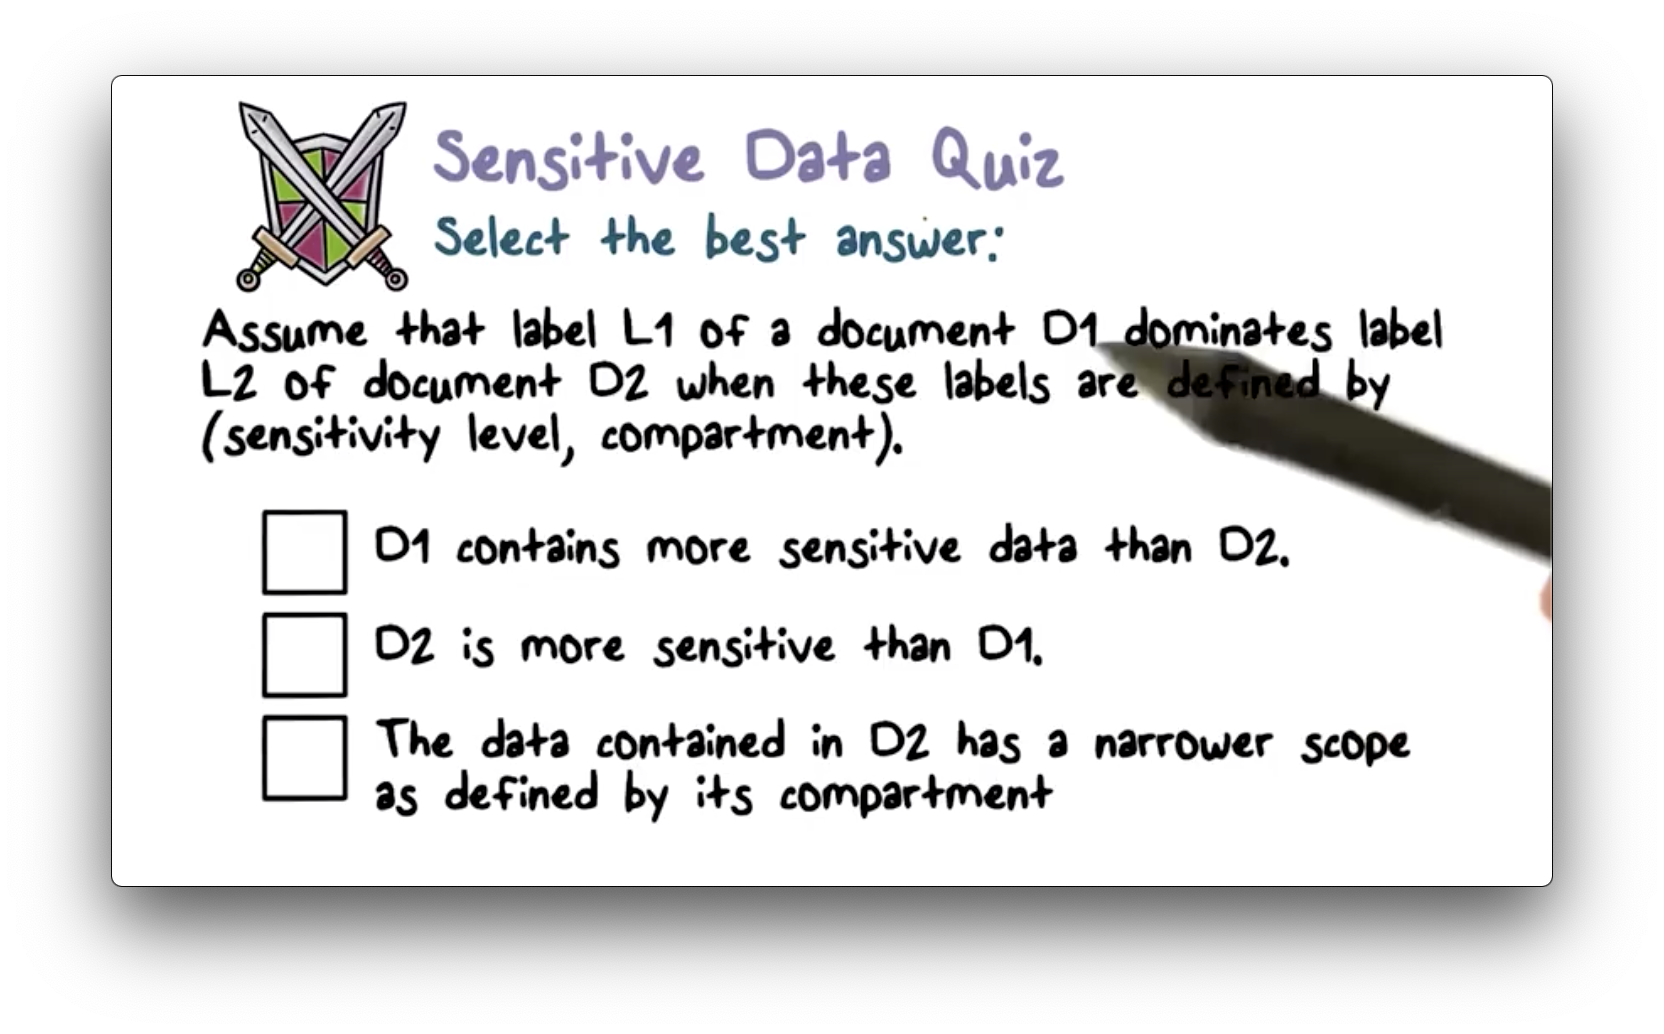 Sensitive Data Quiz
Select the best answer:
Assume that label L1 of a document D1 dominates label
L2 of document D2 when these labels are defined by
(sensitivity level, compartment).
D1 contains more sensitive data than D2.
D2 is more sensitive than D1.
The data contained in D2 has a narrower scope
as defined by its compartment